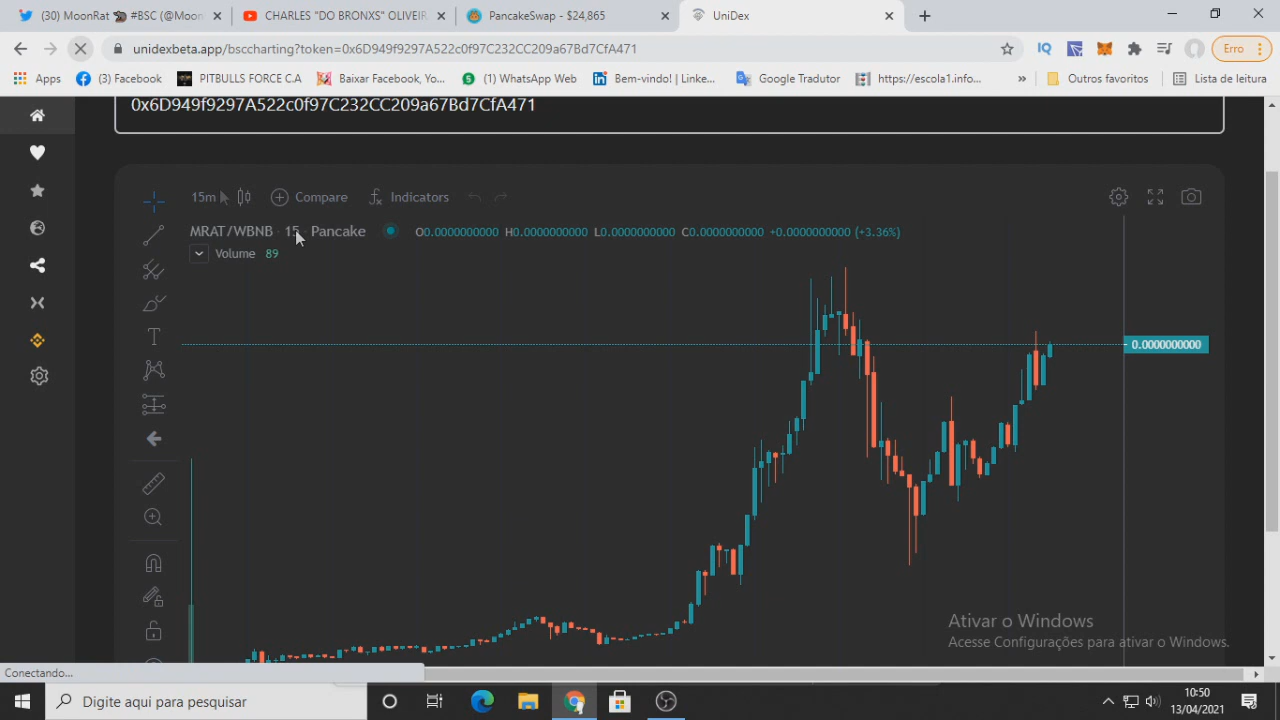 (30) MoonRat #BSC (@Moon
CHARLES "DO BRONXS" OLIVEIR
PancakeSwap - $24,865
UniDex
unidexbeta.app/bsccharting?token=0x6D949f9297A522c0f97C232CC209a67Bd7CfA471
IQ
Erro
Apps
(3) Facebook
PITBULLS FORCE C.A
Baixar Facebook, Yo...
(1) WhatsApp Web
Bem-vindo! | Linke...
Google Tradutor
https://escola1.info...
»
Outros favoritos
Lista de leitura
0x6D949f9297A522c0f97C232CC209a67Bd7CfA471
15m
Compare
Indicators
MRAT/WBNB · 15 · Pancake
O0.0000000000 H0.0000000000 L0.0000000000 C0.0000000000 +0.0000000000 (+3.36%)
Volume 89
0.0000000000
Ativar o Windows
Acesse Configurações para ativar o Windows.
Conectando...
Digite aqui para pesquisar
10:50
13/04/2021